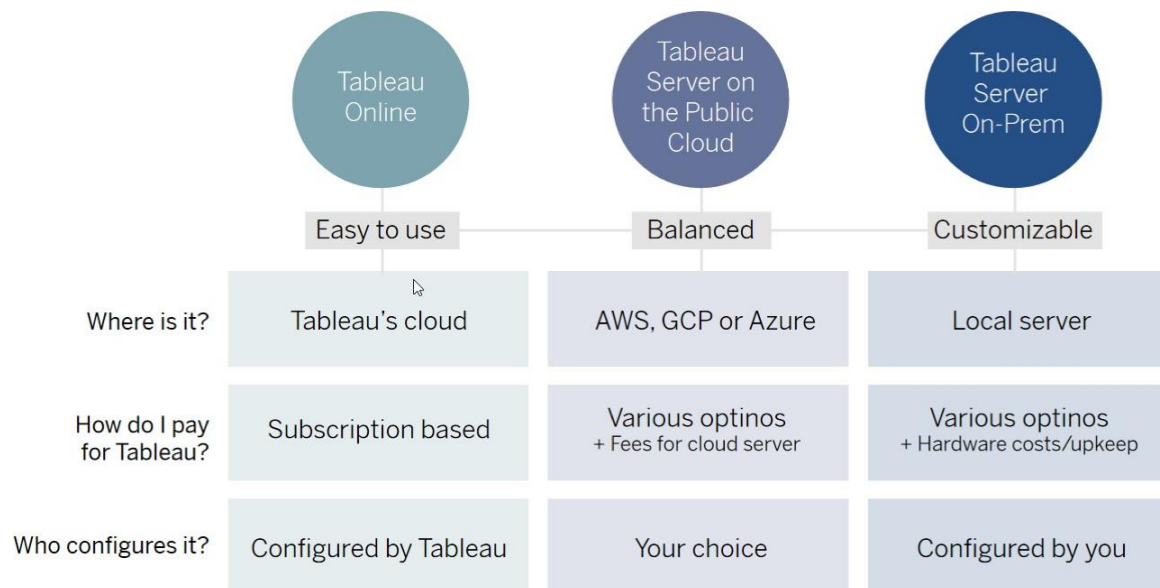 Tableau
Online
Tableau
Server on
the Public
Cloud
Tableau
Server
On-Prem
Easy to use
Balanced
Customizable
Where is it?
Tableau's cloud
AWS, GCP or Azure
Local server
How do I pay
for Tableau?
Subscription based
Various optinos
+ Fees for cloud server
Various optinos
+ Hardware costs/upkeep
Who configures it?
Configured by Tableau
Your choice
Configured by you